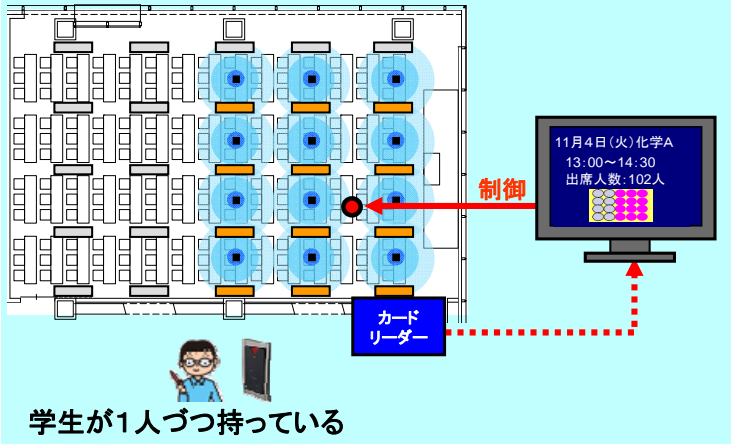 11月4日(火)化学A
13:00~14:30
出席人数:102人
制御
カード
リーダー
学生が1人づつ持っている